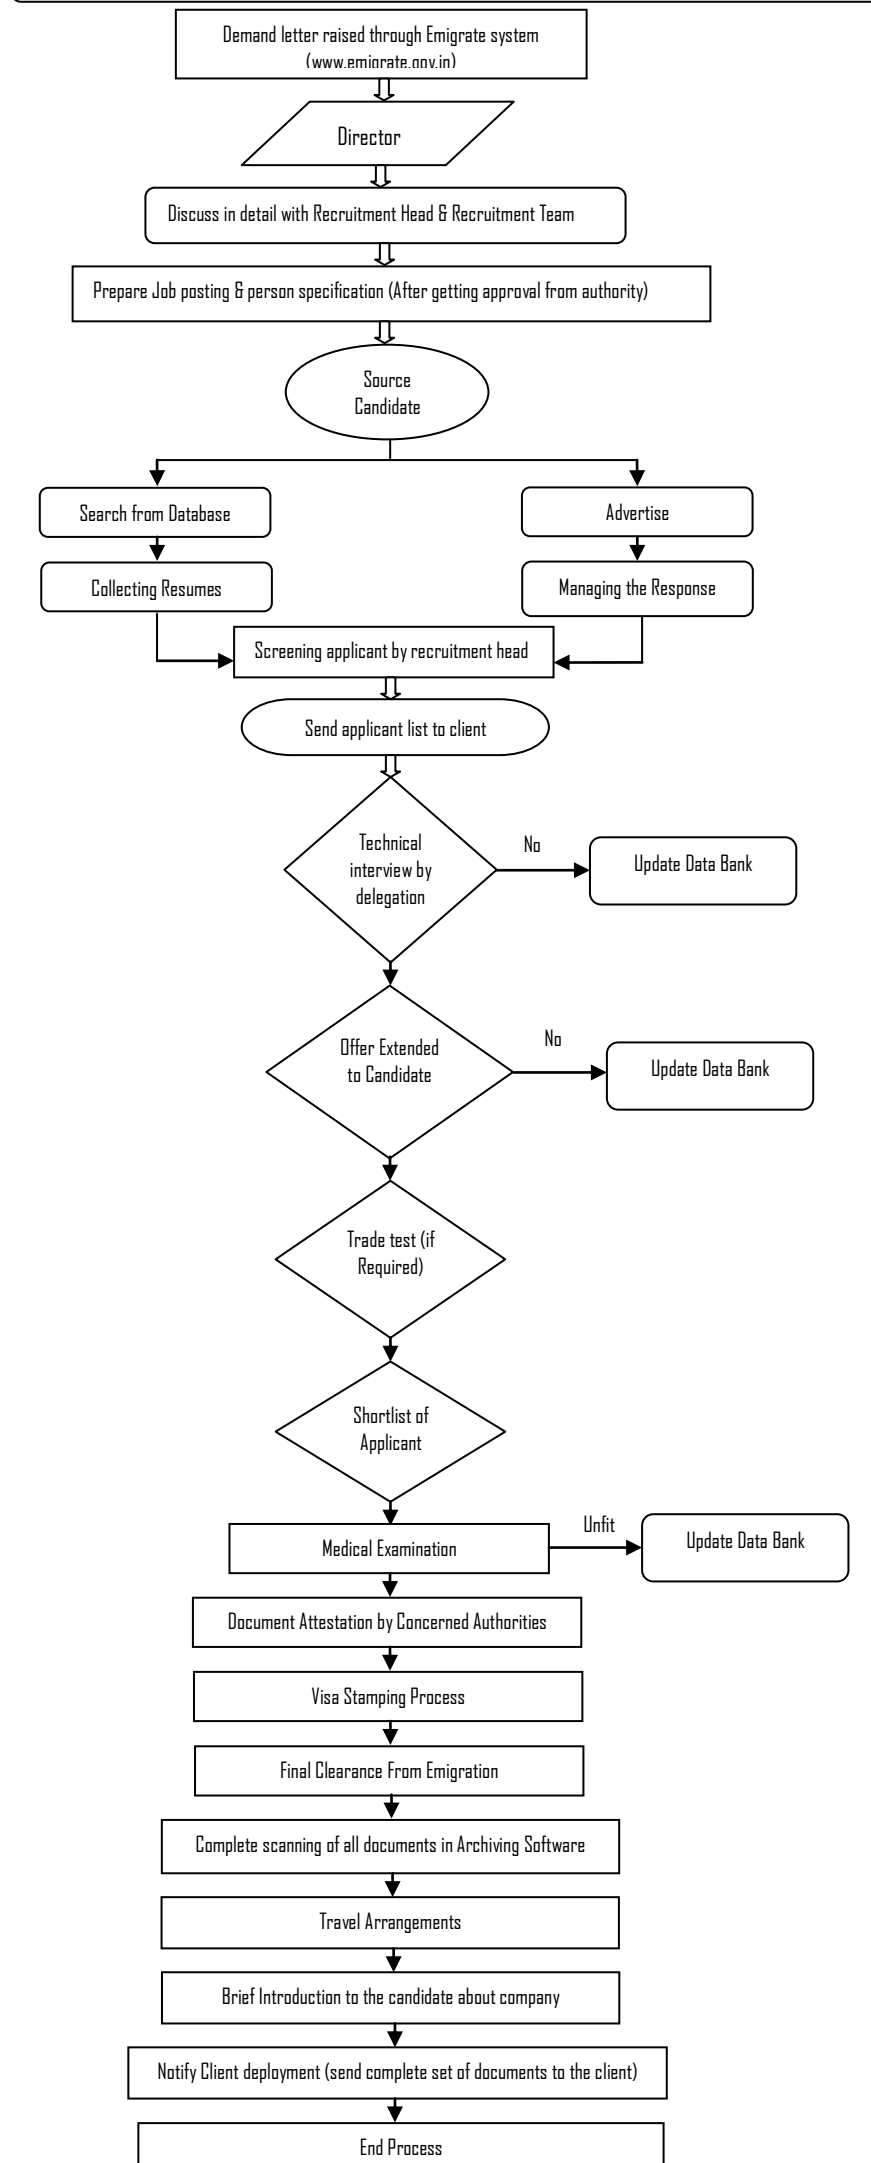 Demand letter raised through Emigrate system
(www.emigrate.gov.in)
Director
Discuss in detail with Recruitment Head & Recruitment Team
Prepare Job posting & person specification (After getting approval from authority)
Source
Candidate
Search from Database
Advertise
Collecting Resumes
Managing the Response
Screening applicant by recruitment head
Send applicant list to client
Technical
interview by
delegation
No
Update Data Bank
Offer Extended
to Candidate
No
Update Data Bank
Trade test (if
Required)
Shortlist of
Applicant
Medical Examination
Unfit
Update Data Bank
Document Attestation by Concerned Authorities
Visa Stamping Process
Final Clearance From Emigration
Complete scanning of all documents in Archiving Software
Travel Arrangements
Brief Introduction to the candidate about company
Notify Client deployment (send complete set of documents to the client)
End Process